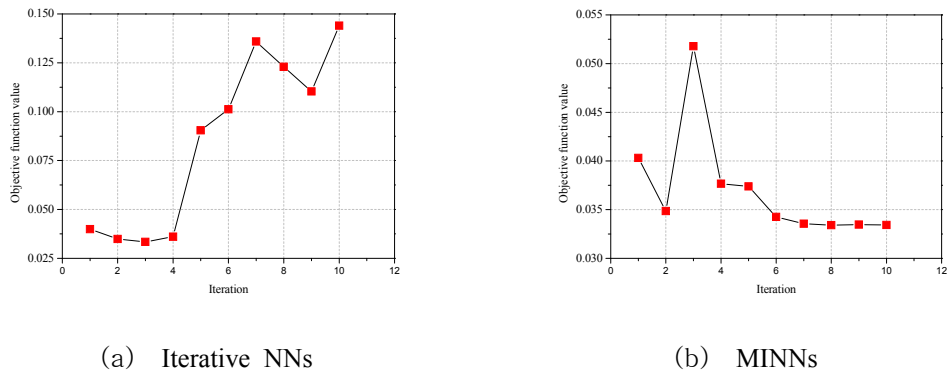 0.150
0.125
0.100
0.075
0.050
0.025
0 2 4 6 8 10 12
Objective function value
Iteration
(a) Iterative NNs
0.055
0.050
0.045
0.040
0.035
0.030
0 2 4 6 8 10 12
Objective function value
Iteration
(b) MINNs